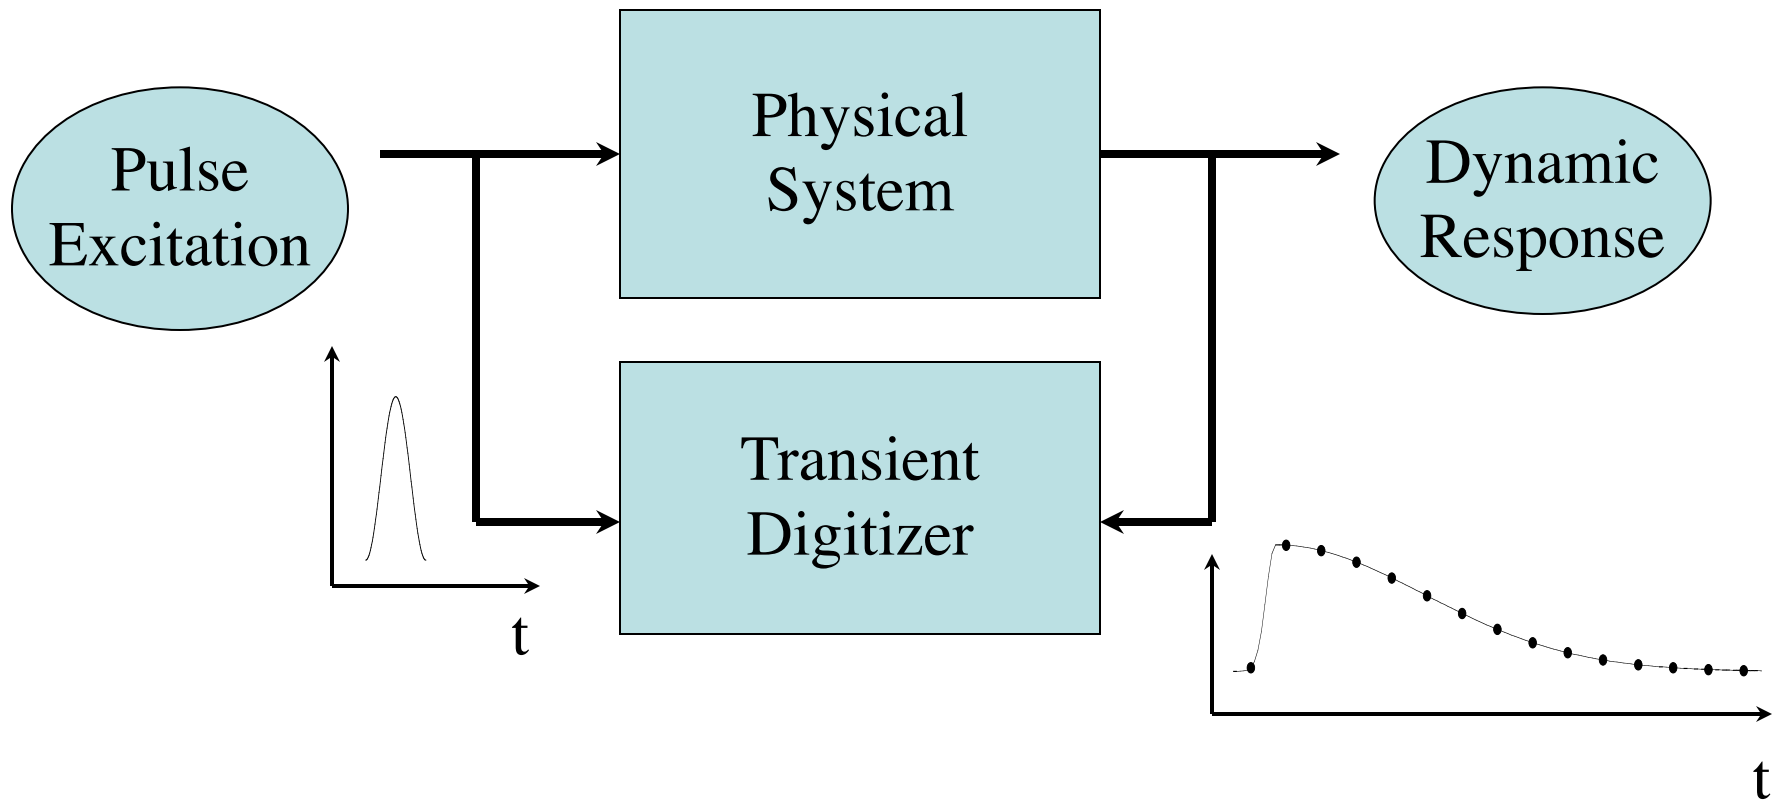 Pulse
Excitation
Physical
System
Dynamic
Response
Transient
Digitizer
t
t